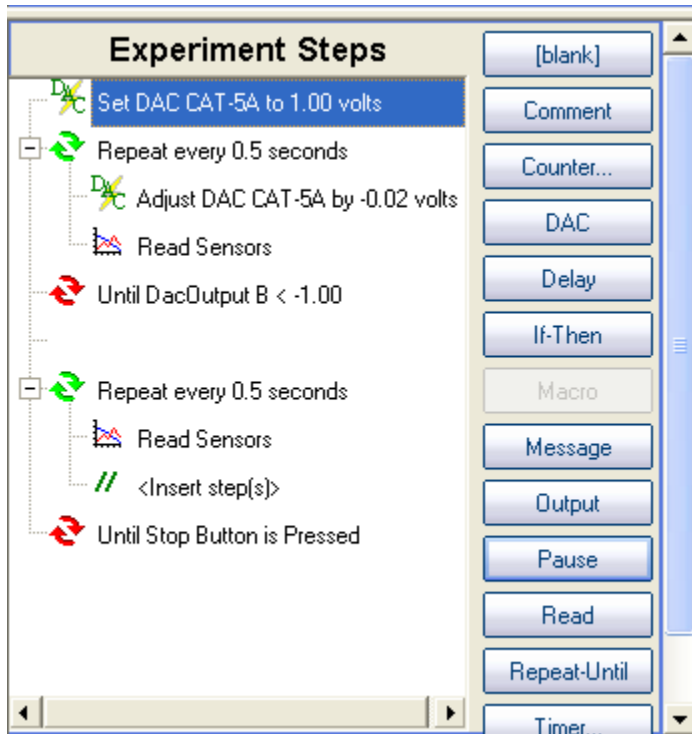 Experiment Steps
Set DAC CAT-5A to 1.00 volts
Repeat every 0.5 seconds
Adjust DAC CAT-5A by -0.02 volts
Read Sensors
Until DacOutput B < -1.00
Repeat every 0.5 seconds
Read Sensors
// <Insert step(s)>
Until Stop Button is Pressed
[blank]
Comment
Counter...
DAC
Delay
If-Then
Macro
Message
Output
Pause
Read
Repeat-Until
Timer...